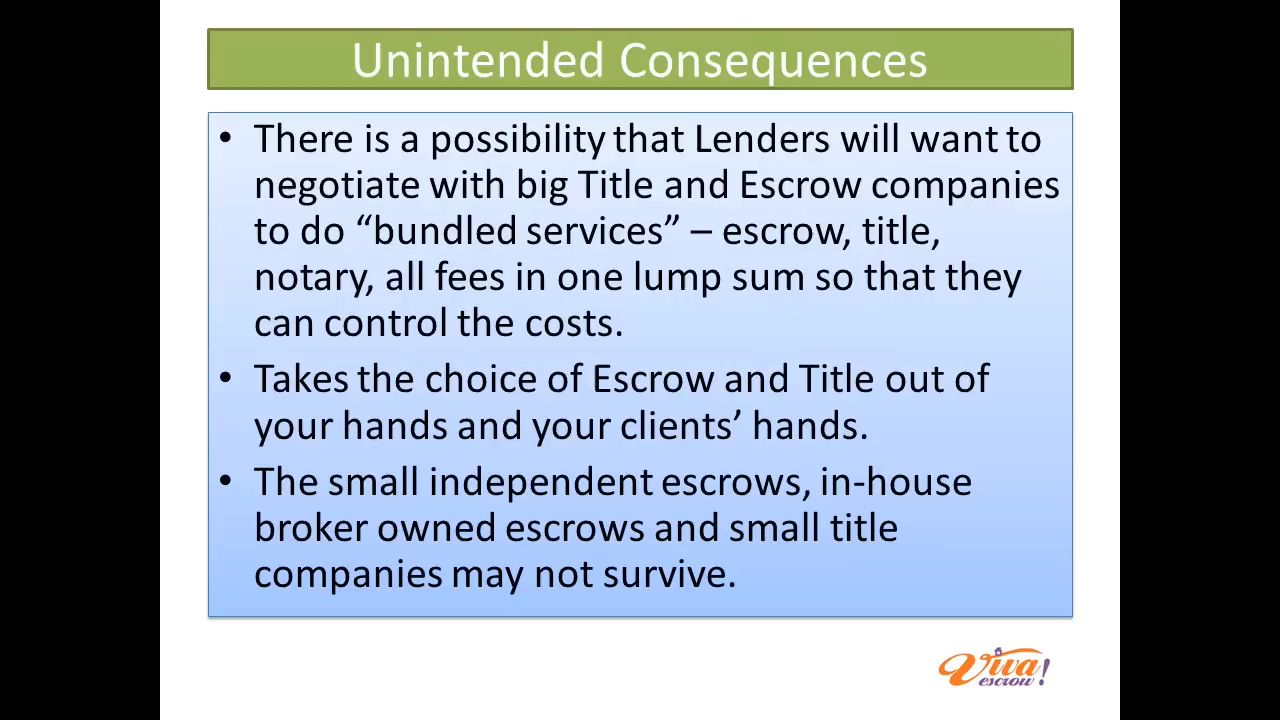 Unintended Consequences
• There is a possibility that Lenders will want to
negotiate with big Title and Escrow companies
to do “bundled services” – escrow, title,
notary, all fees in one lump sum so that they
can control the costs.
• Takes the choice of Escrow and Title out of
your hands and your clients’ hands.
• The small independent escrows, in-house
broker owned escrows and small title
companies may not survive.
Viva!
escrow